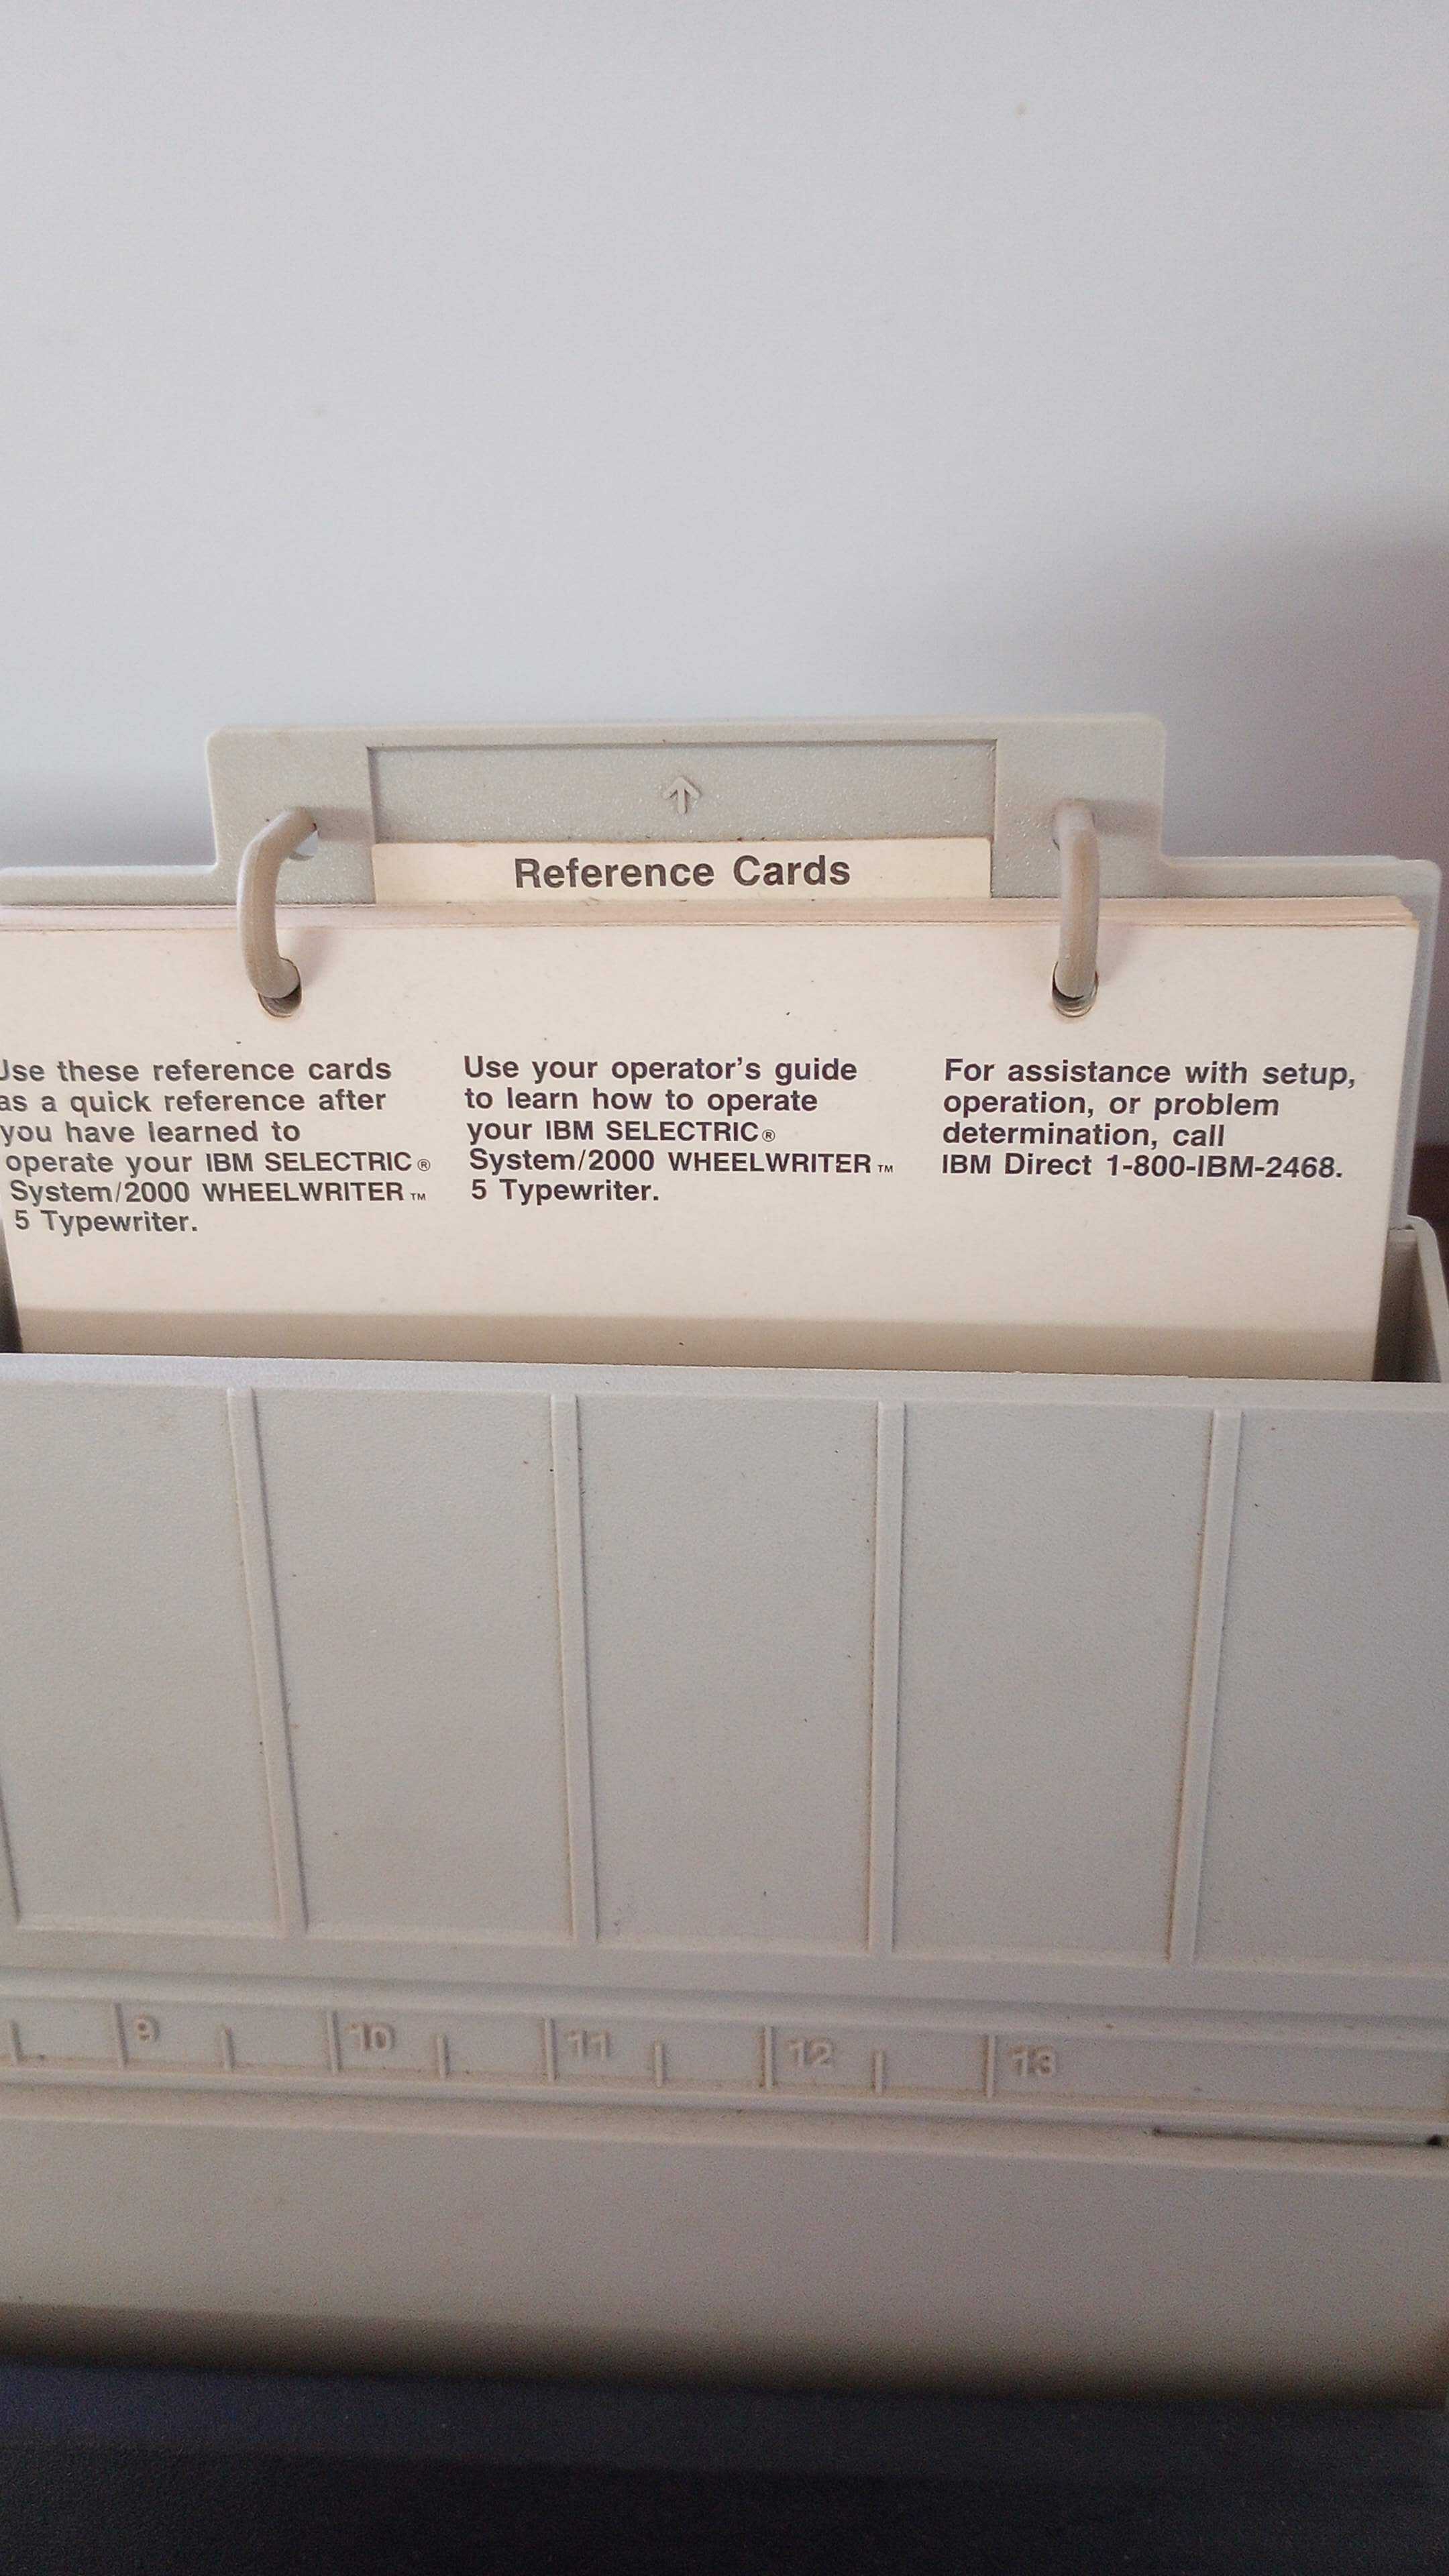 Reference Cards
Use these reference cards
as a quick reference after
you have learned to
operate your IBM SELECTRIC®
System/2000 WHEELWRITER™
5 Typewriter.
Use your operator's guide
to learn how to operate
your IBM SELECTRIC®
System/2000 WHEELWRITER™
5 Typewriter.
For assistance with setup,
operation, or problem
determination, call
IBM Direct 1-800-IBM-2468.
9 10 11 12 13